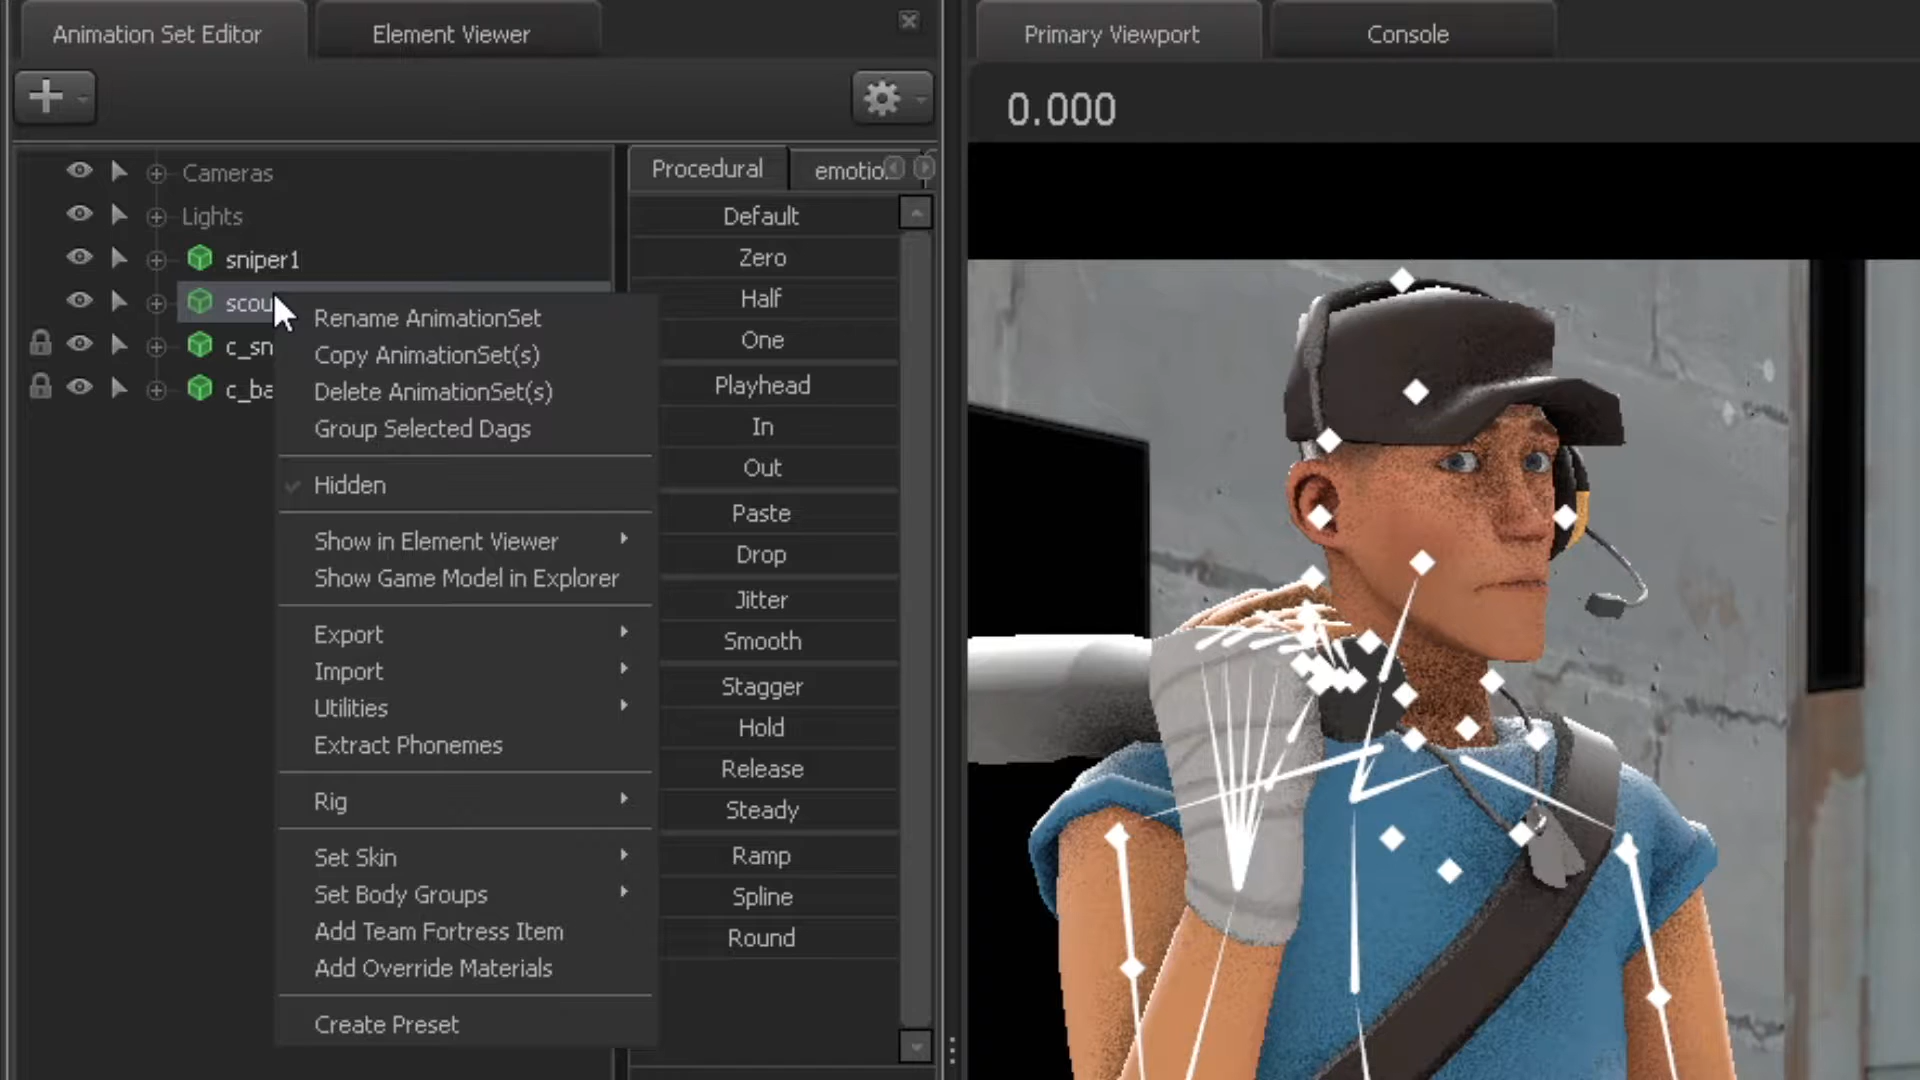 Animation Set Editor
Element Viewer
Primary Viewport
Console
0.000
Cameras
Lights
sniper1
scou
c_sn
c_ba
Rename AnimationSet
Copy AnimationSet(s)
Delete AnimationSet(s)
Group Selected Dags
Hidden
Show in Element Viewer
Show Game Model in Explorer
Export
Import
Utilities
Extract Phonemes
Rig
Set Skin
Set Body Groups
Add Team Fortress Item
Add Override Materials
Create Preset
Procedural
emotio
Default
Zero
Half
One
Playhead
In
Out
Paste
Drop
Jitter
Smooth
Stagger
Hold
Release
Steady
Ramp
Spline
Round